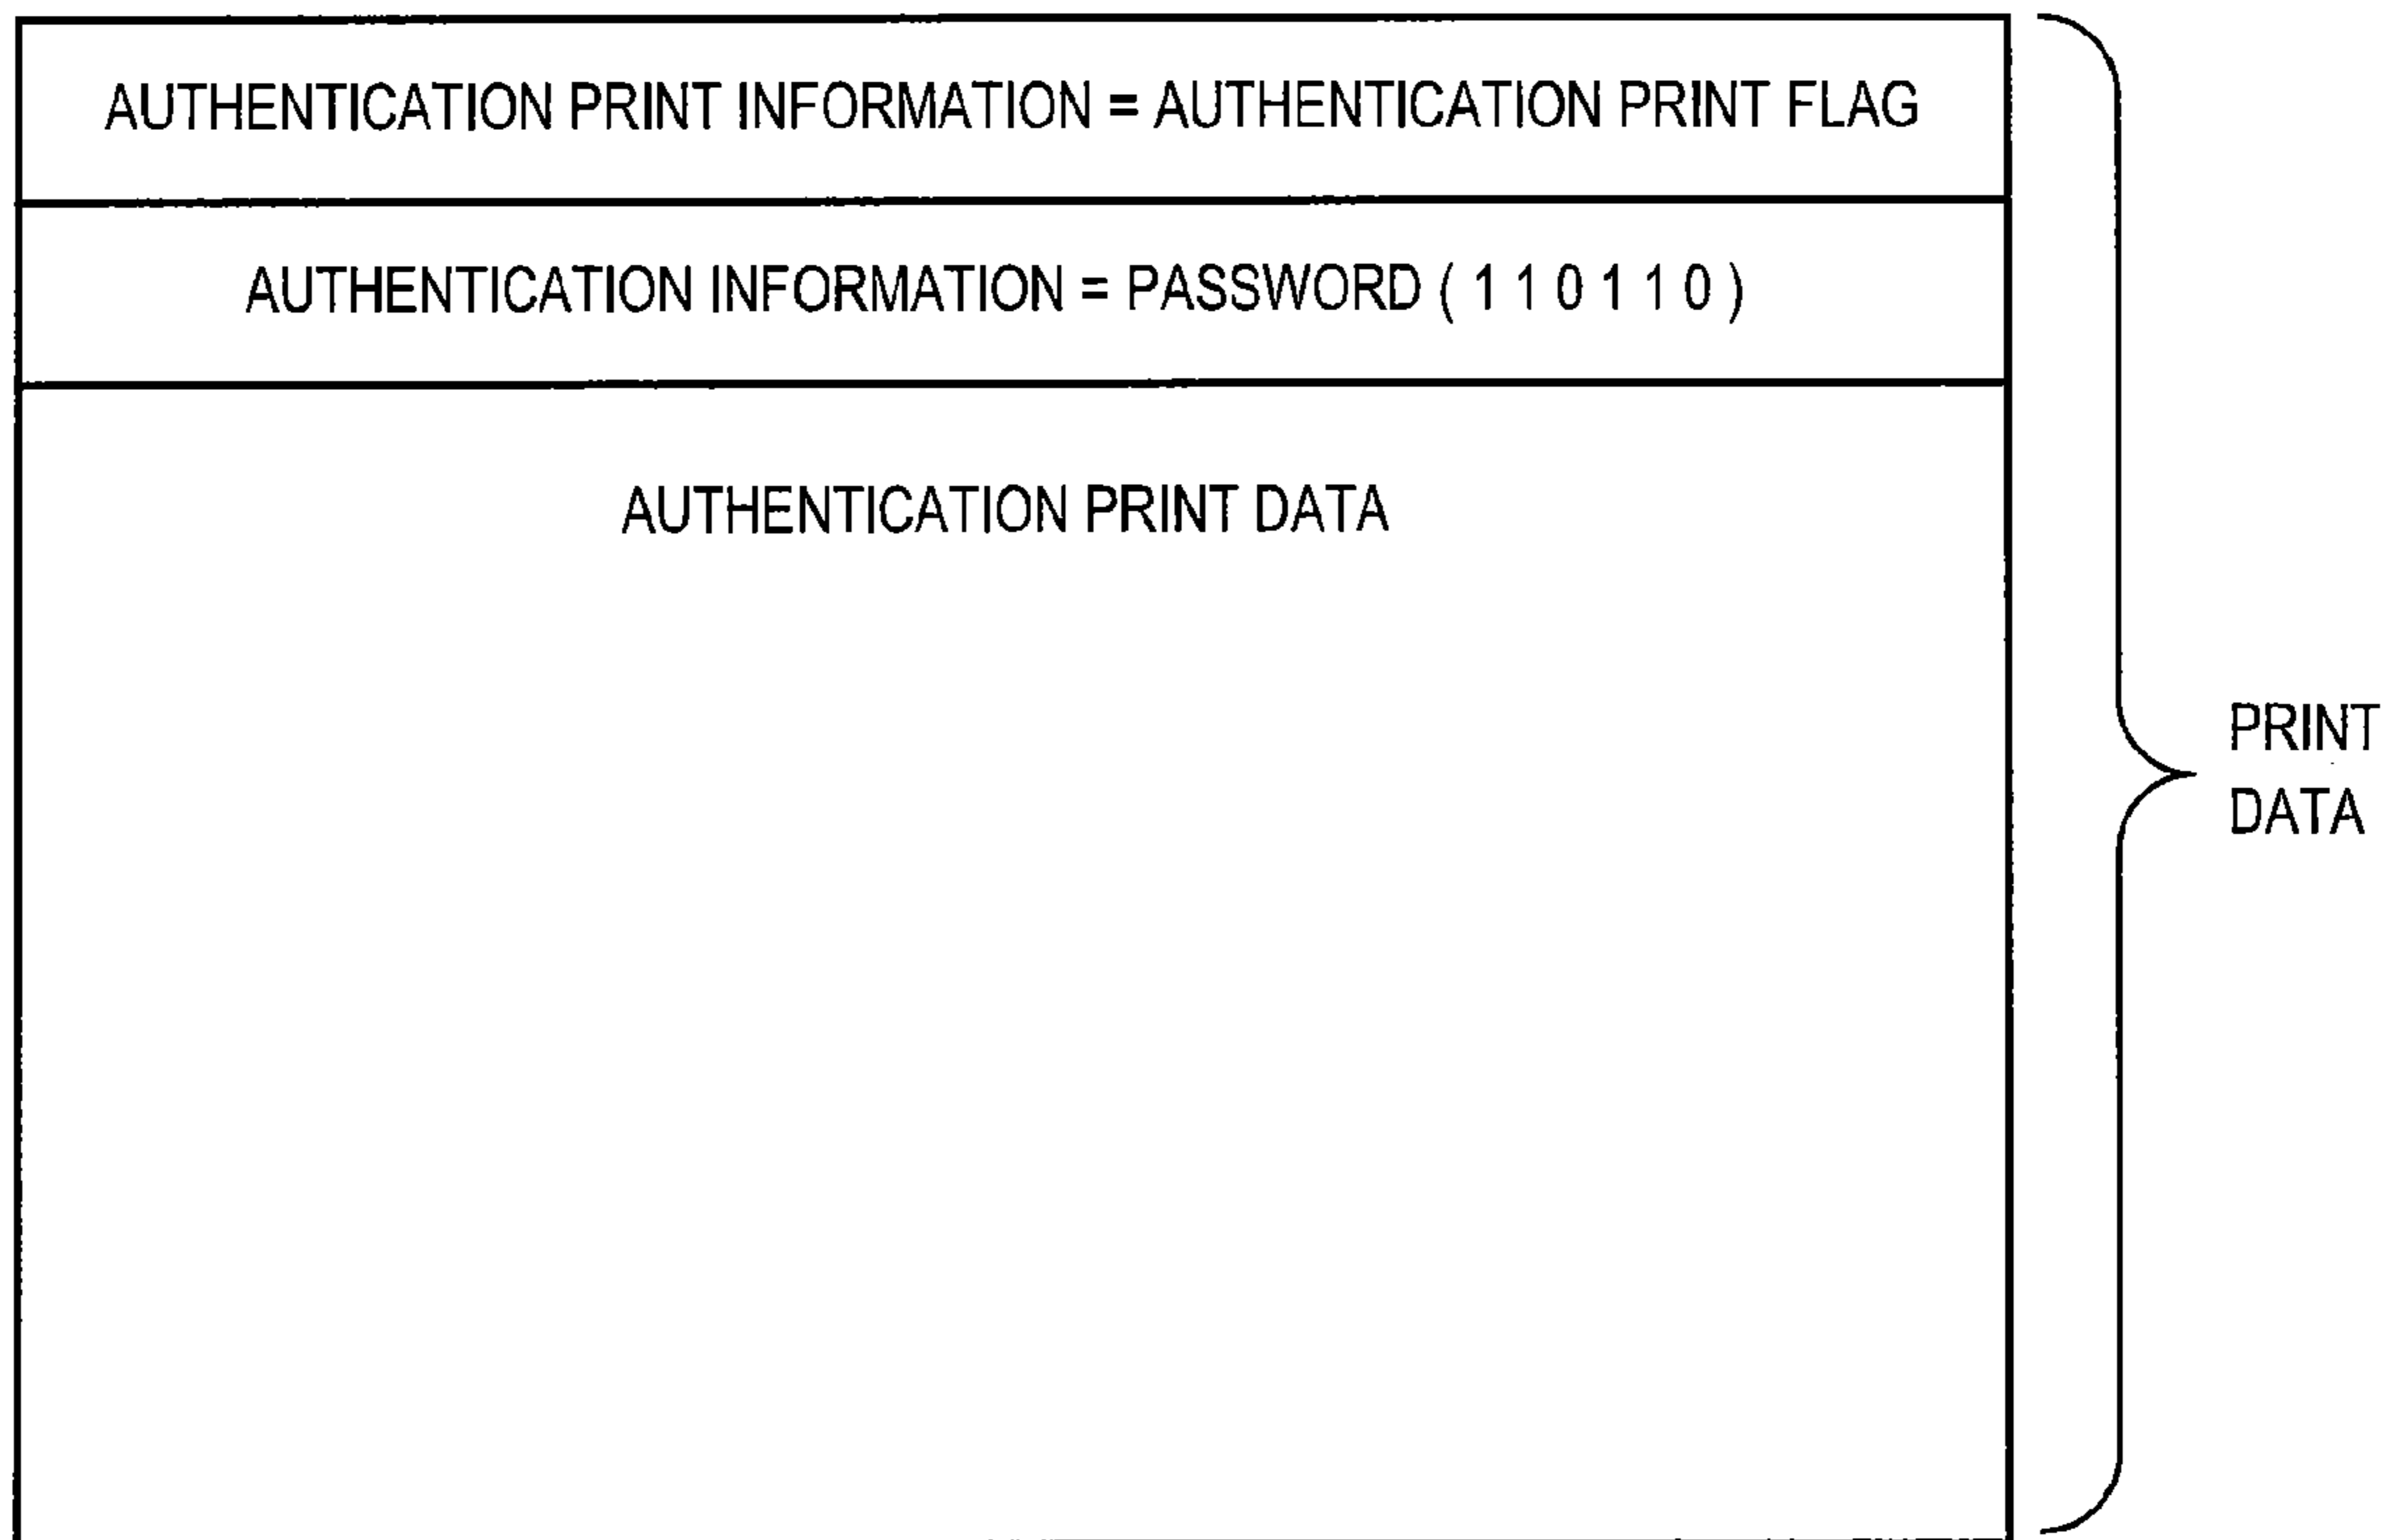 AUTHENTICATION PRINT INFORMATION = AUTHENTICATION PRINT FLAG
AUTHENTICATION INFORMATION = PASSWORD ( 1 1 0 1 1 0 )
AUTHENTICATION PRINT DATA
PRINT
DATA